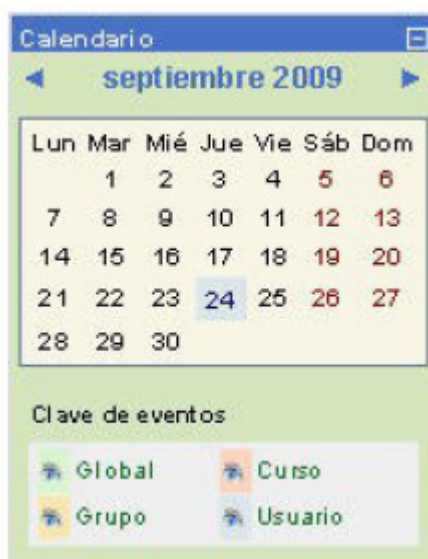 Calendario
septiembre 2009
Lun Mar Mié Jue Vie Sáb Dom
1 2 3 4 5 6
7 8 9 10 11 12 13
14 15 16 17 18 19 20
21 22 23 24 25 26 27
28 29 30
Clave de eventos
Global Curso
Grupo Usuario